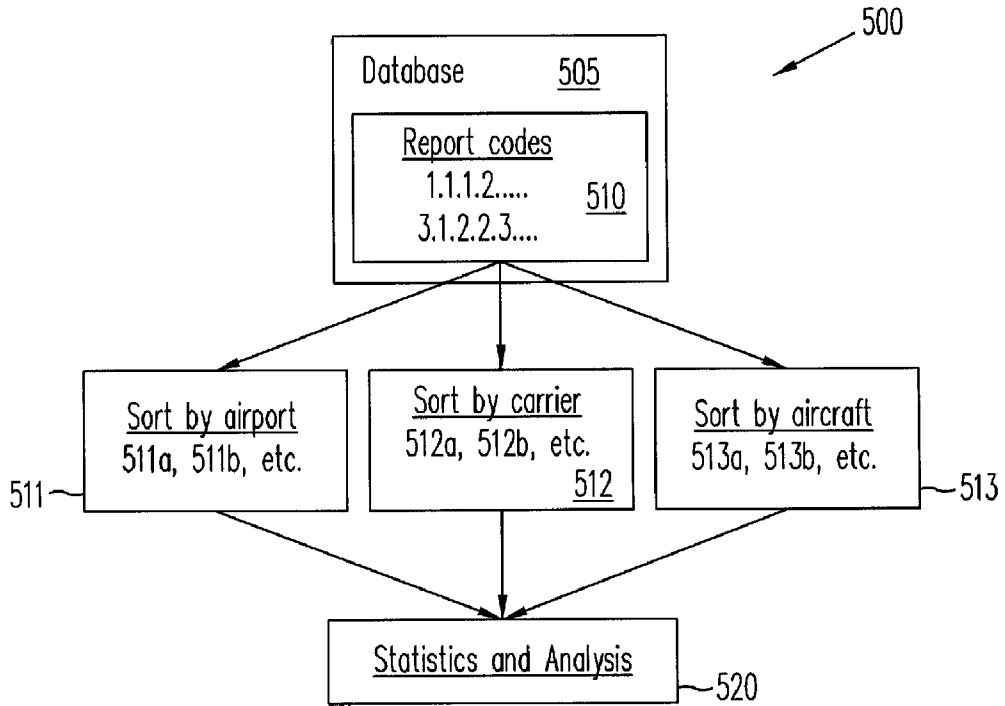 500
Database 505
Report codes
1.1.1.2.....
510
3.1.2.2.3....
Sort by airport
511a, 511b, etc.
511
Sort by carrier
512a, 512b, etc.
512
Sort by aircraft
513a, 513b, etc.
513
Statistics and Analysis
520